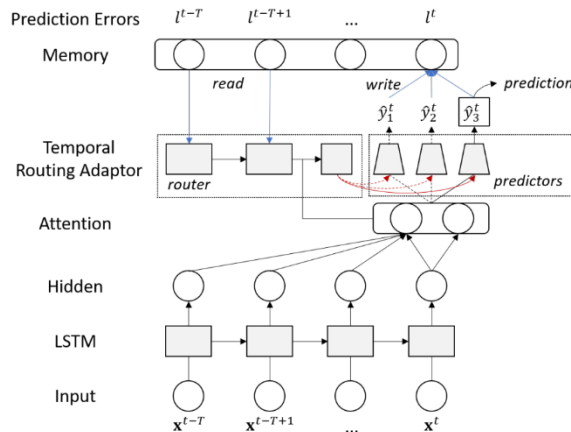 Prediction Errors l^{t−T} l^{t−T+1} ... l^t
Memory
read write prediction
ŷ_1^t ŷ_2^t ŷ_3^t
Temporal
Routing Adaptor
router predictors
Attention
Hidden
LSTM
Input
x^{t−T} x^{t−T+1} ... x^t